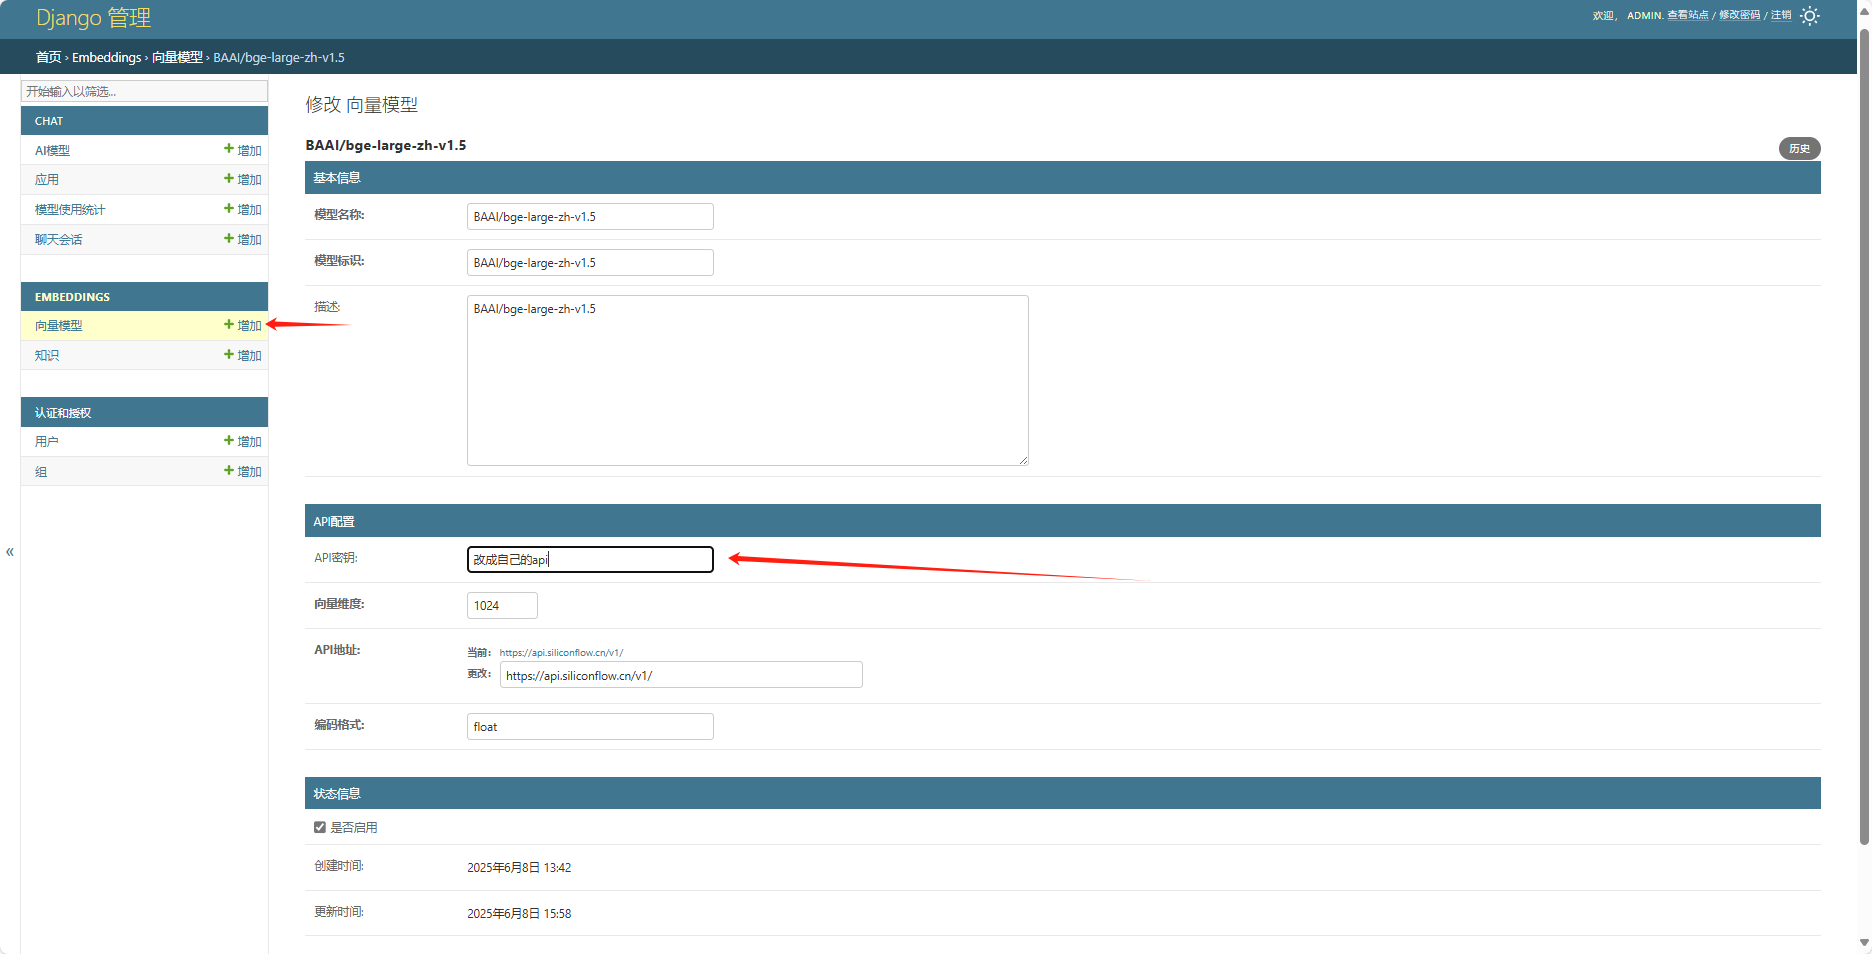 Django 管理
欢迎， ADMIN. 查看站点 / 修改密码 / 注销
首页 › Embeddings › 向量模型 › BAAI/bge-large-zh-v1.5
开始输入以筛选...
CHAT
AI模型 + 增加
应用 + 增加
模型使用统计 + 增加
聊天会话 + 增加
EMBEDDINGS
向量模型 + 增加
知识 + 增加
认证和授权
用户 + 增加
组 + 增加
«
修改 向量模型
BAAI/bge-large-zh-v1.5
历史
基本信息
模型名称: BAAI/bge-large-zh-v1.5
模型标识: BAAI/bge-large-zh-v1.5
描述: BAAI/bge-large-zh-v1.5
API配置
API密钥: 改成自己的api
向量维度: 1024
API地址: 当前: https://api.siliconflow.cn/v1/
更改: https://api.siliconflow.cn/v1/
编码格式: float
状态信息
是否启用
创建时间: 2025年6月8日 13:42
更新时间: 2025年6月8日 15:58